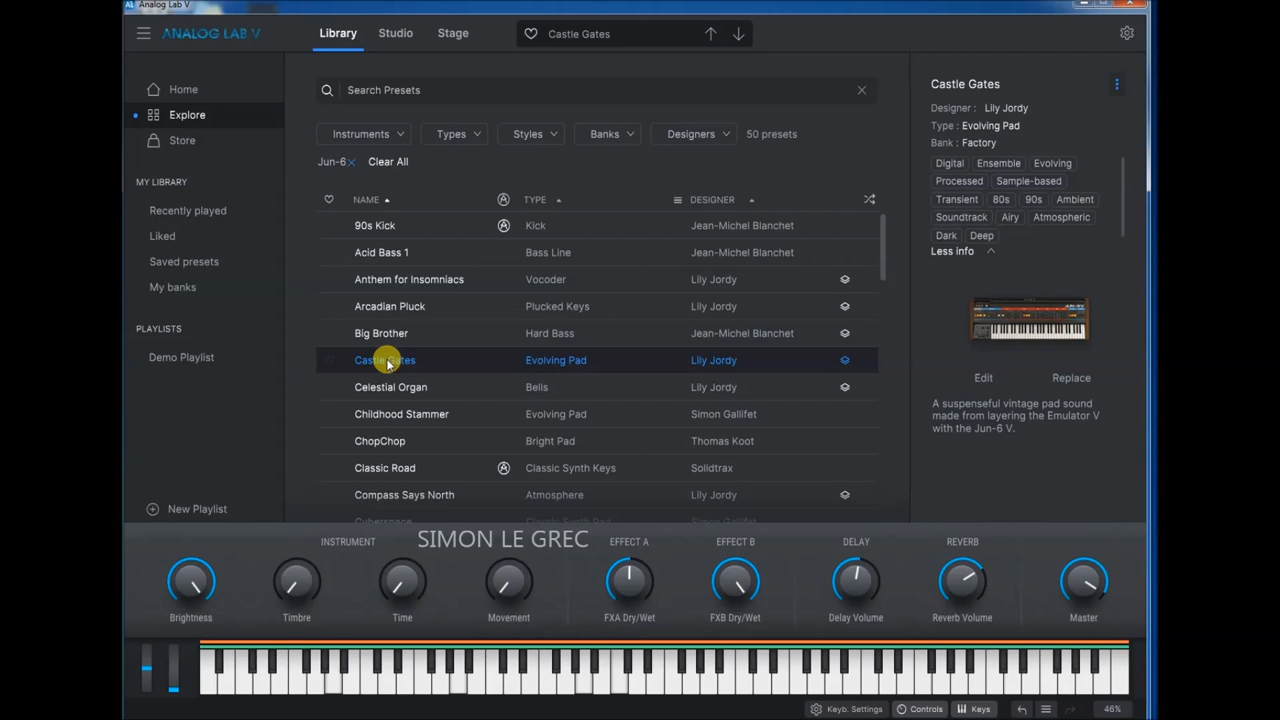 Analog Lab V
ANALOG LAB V
Library
Studio
Stage
Castle Gates
Home
Explore
Store
MY LIBRARY
Recently played
Liked
Saved presets
My banks
PLAYLISTS
Demo Playlist
New Playlist
Search Presets
Instruments
Types
Styles
Banks
Designers
50 presets
Jun-6
Clear All
NAME TYPE DESIGNER
90s Kick Kick Jean-Michel Blanchet
Acid Bass 1 Bass Line Jean-Michel Blanchet
Anthem for Insomniacs Vocoder Lily Jordy
Arcadian Pluck Plucked Keys Lily Jordy
Big Brother Hard Bass Jean-Michel Blanchet
Castle Gates Evolving Pad Lily Jordy
Celestial Organ Bells Lily Jordy
Childhood Stammer Evolving Pad Simon Gallifet
ChopChop Bright Pad Thomas Koot
Classic Road Classic Synth Keys Solidtrax
Compass Says North Atmosphere Lily Jordy
Cyberspace Classic Synth Pad Simon Gallifet
Castle Gates
Designer : Lily Jordy
Type : Evolving Pad
Bank : Factory
Digital Ensemble Evolving
Processed Sample-based
Transient 80s 90s Ambient
Soundtrack Airy Atmospheric
Dark Deep
Less info
Edit Replace
A suspenseful vintage pad sound
made from layering the Emulator V
with the Jun-6 V.
INSTRUMENT
SIMON LE GREC
EFFECT A
EFFECT B
DELAY
REVERB
Brightness
Timbre
Time
Movement
FXA Dry/Wet
FXB Dry/Wet
Delay Volume
Reverb Volume
Master
Keyb. Settings
Controls
Keys
46%